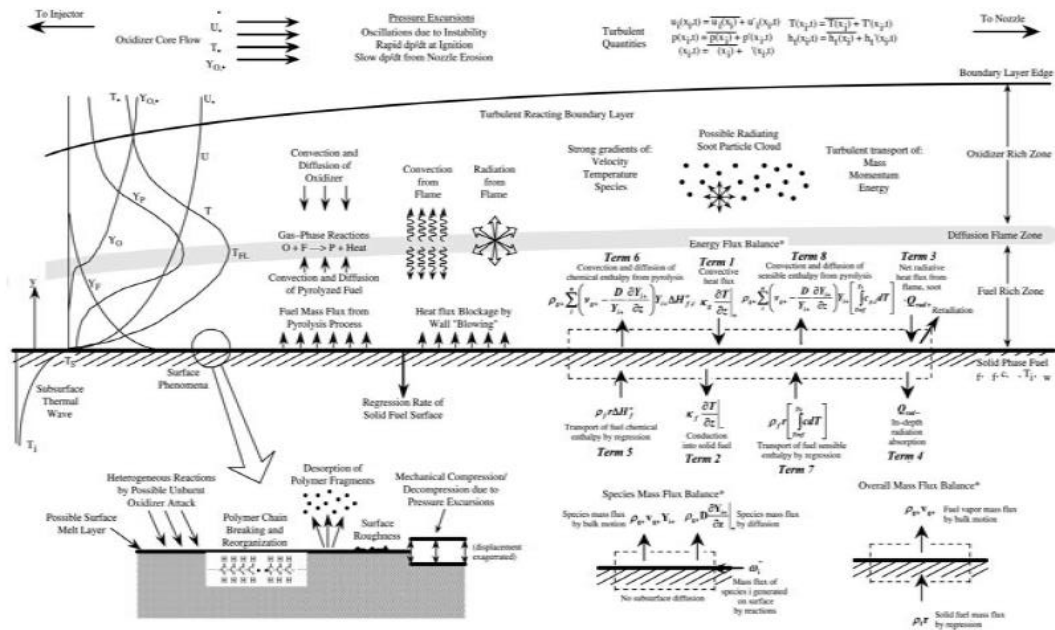 To Injector
Oxidizer Core Flow
U
T
Y
Pressure Excursions
Oscillations due to Instability
Rapid dp/dt at Ignition
Slow dp/dt from Nozzle Erosion
Turbulent
Quantities
To Nozzle
Boundary Layer Edge
Turbulent Reacting Boundary Layer
U
T
Y_P
Y_O
Y_F
T_FL
y
T_S
T_i
Convection and
Diffusion of
Oxidizer
Gas–Phase Reactions
O + F —> P + Heat
Convection and Diffusion
of Pyrolyzed Fuel
Fuel Mass Flux from
Pyrolysis Process
Convection
from
Flame
Radiation
from
Flame
Heat flux Blockage by
Wall "Blowing"
Strong gradients of:
Velocity
Temperature
Species
Possible Radiating
Soot Particle Cloud
Turbulent transport of:
Mass
Momentum
Energy
Oxidizer Rich Zone
Diffusion Flame Zone
Fuel Rich Zone
Energy Flux Balance*
Term 6
Convection and diffusion of
chemical enthalpy from pyrolysis
Term 1
Convective
heat flux
Term 8
Convection and diffusion of
sensible enthalpy from pyrolysis
Term 3
Net radiative
heat flux from
flame, soot
Reradiation
Solid Phase Fuel
Subsurface
Thermal
Wave
Surface
Phenomena
Regression Rate of
Solid Fuel Surface
Transport of fuel chemical
enthalpy by regression
Term 5
Conduction
into solid fuel
Term 2
Transport of fuel sensible
enthalpy by regression
Term 7
In-depth
radiation
absorption
Term 4
Heterogeneous Reactions
by Possible Unburnt
Oxidizer Attack
Possible Surface
Melt Layer
Polymer Chain
Breaking and
Reorganization
Desorption of
Polymer Fragments
Surface
Roughness
Mechanical Compression/
Decompression due to
Pressure Excursions
(displacement
exagerrated)
Species Mass Flux Balance*
Species mass flux
by bulk motion
Species mass flux
by diffusion
Mass flux of
species i generated
on surface
by reactions
No subsurface diffusion
Overall Mass Flux Balance*
Fuel vapor mass flux
by bulk motion
Solid fuel mass flux
by regression